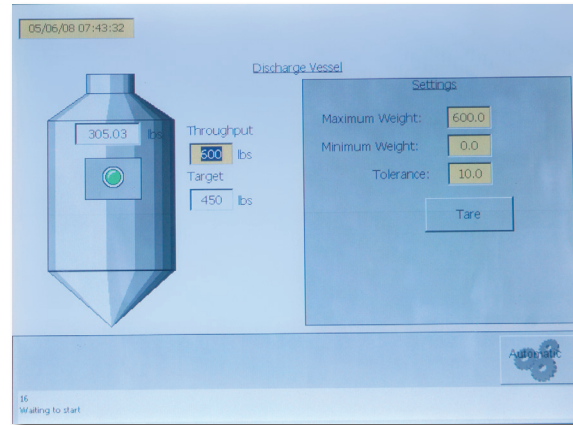 05/06/08 07:43:32
Discharge Vessel
Settings
305.03 lbs
Throughput
600 lbs
Target
450 lbs
Maximum Weight: 600.0
Minimum Weight: 0.0
Tolerance: 10.0
Tare
Automatic
16
Waiting to start